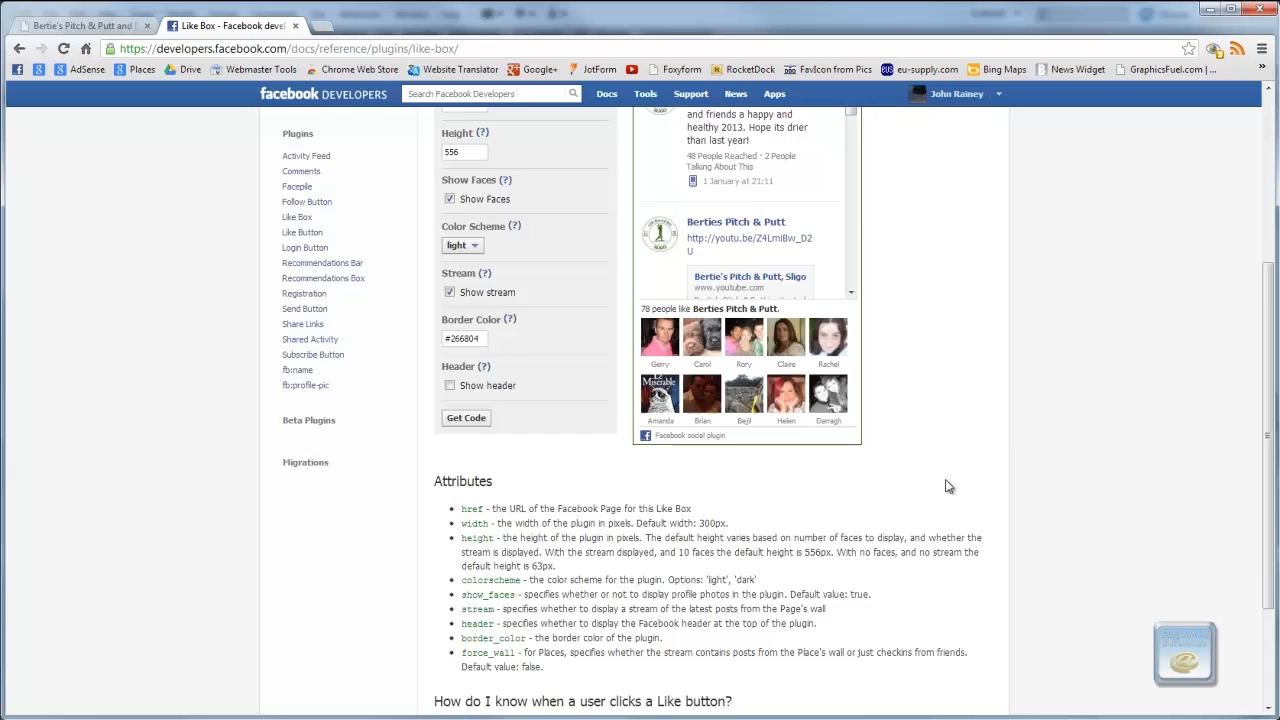 Bertie's Pitch & Putt and
Like Box - Facebook devel
https://developers.facebook.com/docs/reference/plugins/like-box/
AdSense
Places
Drive
Webmaster Tools
Chrome Web Store
Website Translator
Google+
JotForm
Foxyform
RocketDock
FavIcon from Pics
eu-supply.com
Bing Maps
News Widget
GraphicsFuel.com | ...
facebook DEVELOPERS
Search Facebook Developers
Docs
Tools
Support
News
Apps
John Rainey
Plugins
Activity Feed
Comments
Facepile
Follow Button
Like Box
Like Button
Login Button
Recommendations Bar
Recommendations Box
Registration
Send Button
Share Links
Shared Activity
Subscribe Button
fb:name
fb:profile-pic
Beta Plugins
Migrations
Height (?)
556
Show Faces (?)
Show Faces
Color Scheme (?)
light
Stream (?)
Show stream
Border Color (?)
#266804
Header (?)
Show header
Get Code
and friends a happy and
healthy 2013. Hope its drier
than last year!
48 People Reached · 2 People
Talking About This
1 January at 21:11
Berties Pitch & Putt
http://youtu.be/Z4LmiBw_D2
U
Bertie's Pitch & Putt, Sligo
www.youtube.com
78 people like Berties Pitch & Putt.
Gerry
Carol
Rory
Claire
Rachel
Amanda
Brian
Bejil
Helen
Darragh
Facebook social plugin
Attributes
href - the URL of the Facebook Page for this Like Box
width - the width of the plugin in pixels. Default width: 300px.
height - the height of the plugin in pixels. The default height varies based on number of faces to display, and whether the
stream is displayed. With the stream displayed, and 10 faces the default height is 556px. With no faces, and no stream the
default height is 63px.
colorscheme - the color scheme for the plugin. Options: 'light', 'dark'
show_faces - specifies whether or not to display profile photos in the plugin. Default value: true.
stream - specifies whether to display a stream of the latest posts from the Page's wall
header - specifies whether to display the Facebook header at the top of the plugin.
border_color - the border color of the plugin.
force_wall - for Places, specifies whether the stream contains posts from the Place's wall or just checkins from friends.
Default value: false.
How do I know when a user clicks a Like button?